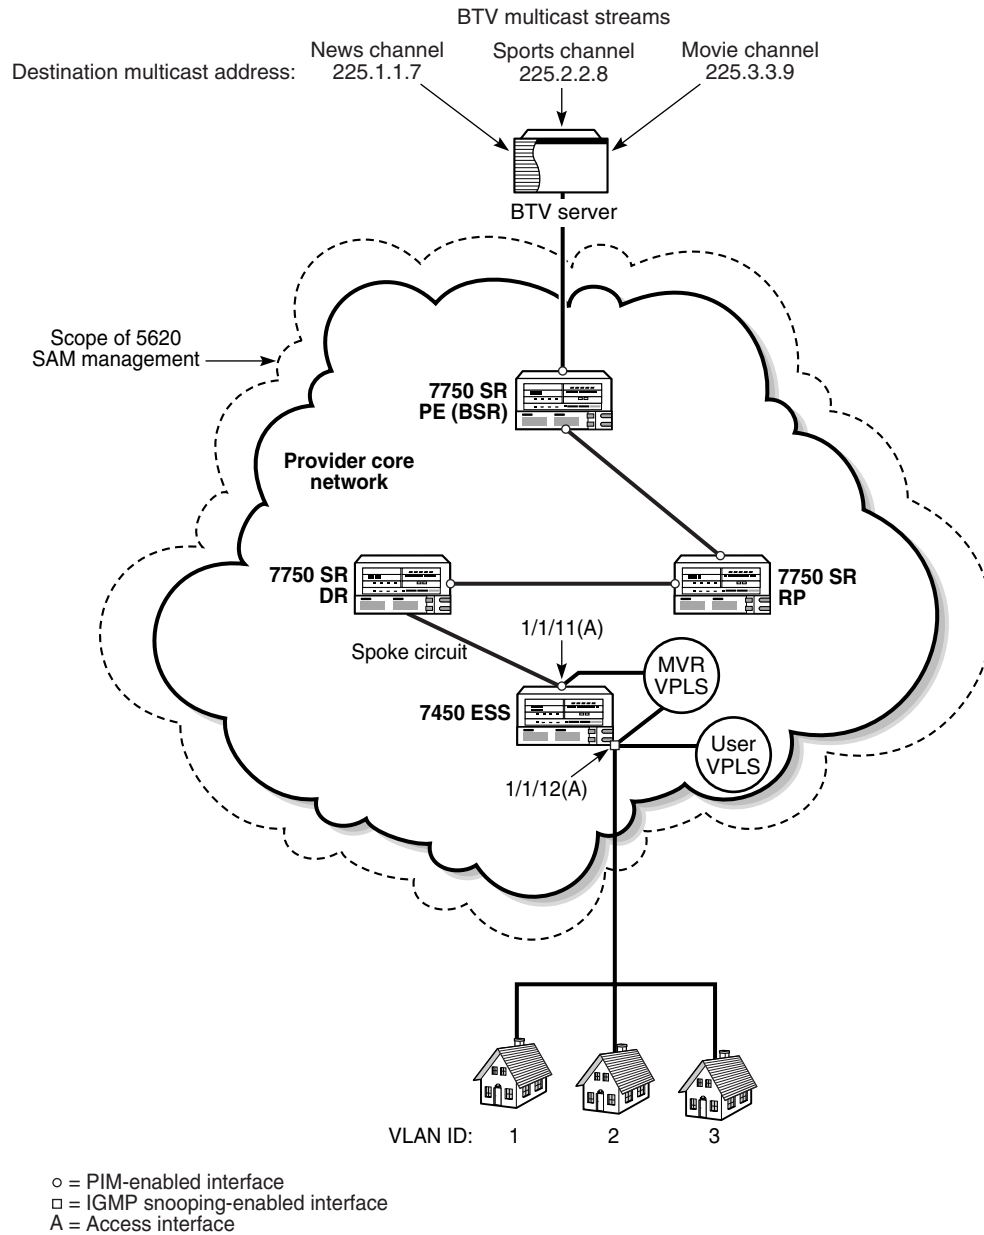 BTV multicast streams
News channel
225.1.1.7
Sports channel
225.2.2.8
Movie channel
225.3.3.9
Destination multicast address:
BTV server
Scope of 5620
SAM management
7750 SR
PE (BSR)
Provider core
network
7750 SR
DR
7750 SR
RP
1/1/11(A)
Spoke circuit
MVR
VPLS
7450 ESS
User
VPLS
1/1/12(A)
VLAN ID: 1 2 3
○ = PIM-enabled interface
□ = IGMP snooping-enabled interface
A = Access interface